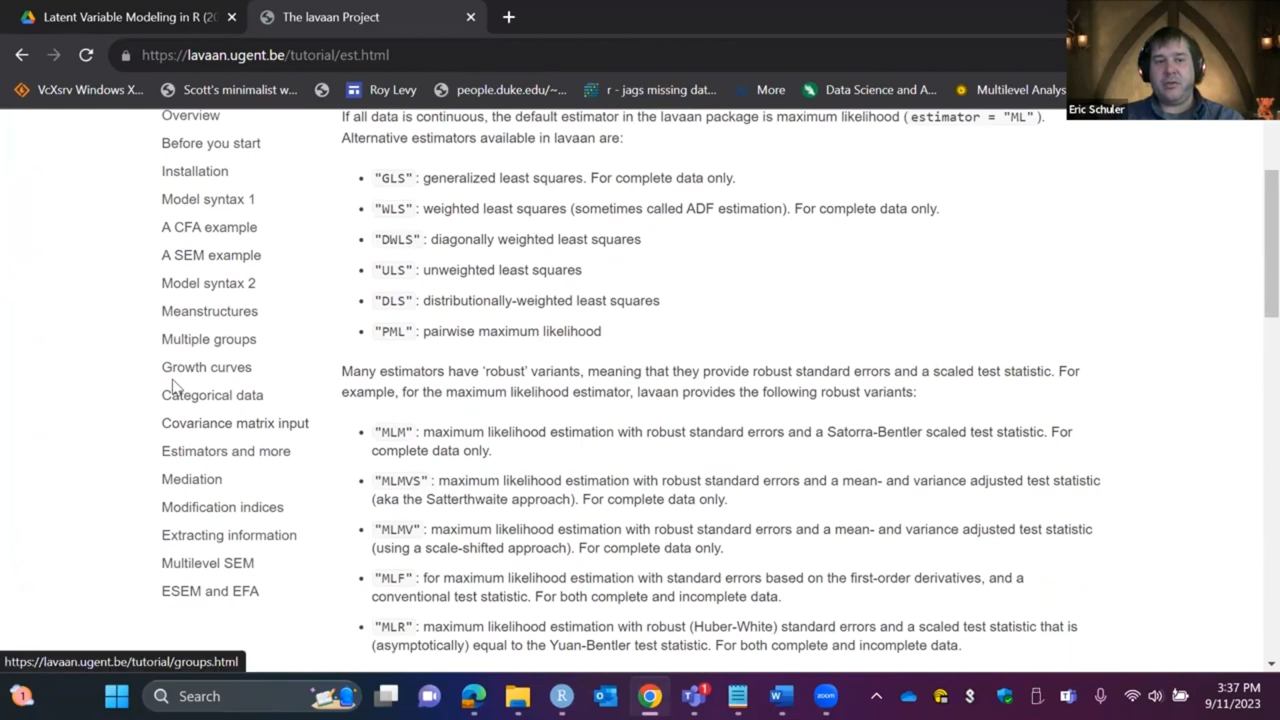 Latent Variable Modeling in R (20
The lavaan Project
https://lavaan.ugent.be/tutorial/est.html
VcXsrv Windows X...
Scott's minimalist w...
Roy Levy
people.duke.edu/~...
r - jags missing dat...
More
Data Science and A...
Multilevel Analys
Eric Schuler
Overview
Before you start
Installation
Model syntax 1
A CFA example
A SEM example
Model syntax 2
Meanstructures
Multiple groups
Growth curves
Categorical data
Covariance matrix input
Estimators and more
Mediation
Modification indices
Extracting information
Multilevel SEM
ESEM and EFA
If all data is continuous, the default estimator in the lavaan package is maximum likelihood (estimator = "ML").
Alternative estimators available in lavaan are:
• "GLS": generalized least squares. For complete data only.
• "WLS": weighted least squares (sometimes called ADF estimation). For complete data only.
• "DWLS": diagonally weighted least squares
• "ULS": unweighted least squares
• "DLS": distributionally-weighted least squares
• "PML": pairwise maximum likelihood
Many estimators have ‘robust’ variants, meaning that they provide robust standard errors and a scaled test statistic. For
example, for the maximum likelihood estimator, lavaan provides the following robust variants:
• "MLM": maximum likelihood estimation with robust standard errors and a Satorra-Bentler scaled test statistic. For
complete data only.
• "MLMVS": maximum likelihood estimation with robust standard errors and a mean- and variance adjusted test statistic
(aka the Satterthwaite approach). For complete data only.
• "MLMV": maximum likelihood estimation with robust standard errors and a mean- and variance adjusted test statistic
(using a scale-shifted approach). For complete data only.
• "MLF": for maximum likelihood estimation with standard errors based on the first-order derivatives, and a
conventional test statistic. For both complete and incomplete data.
• "MLR": maximum likelihood estimation with robust (Huber-White) standard errors and a scaled test statistic that is
(asymptotically) equal to the Yuan-Bentler test statistic. For both complete and incomplete data.
https://lavaan.ugent.be/tutorial/groups.html
1
Search
R
1
zoom
3:37 PM
9/11/2023